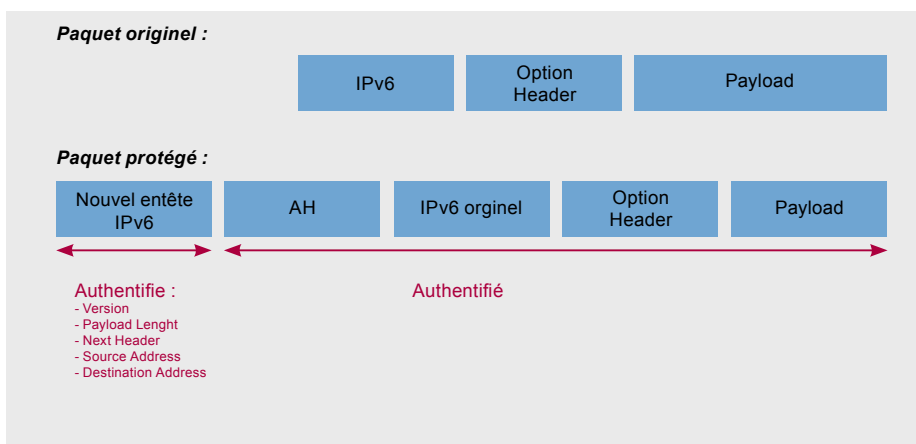 Paquet originel :
IPv6
Option
Header
Payload
Paquet protégé :
Nouvel entête
IPv6
AH
IPv6 orginel
Option
Header
Payload
Authentifie :
- Version
- Payload Lenght
- Next Header
- Source Address
- Destination Address
Authentifié